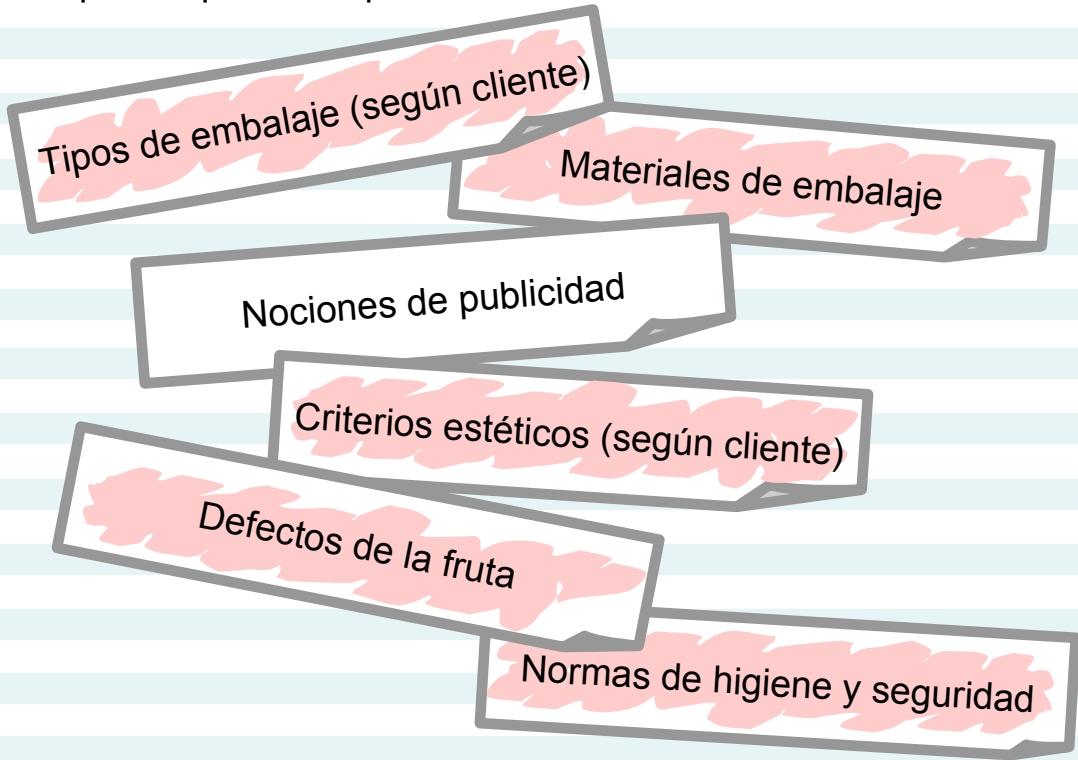 Tipos de embalaje (según cliente)
Materiales de embalaje
Nociones de publicidad
Criterios estéticos (según cliente)
Defectos de la fruta
Normas de higiene y seguridad